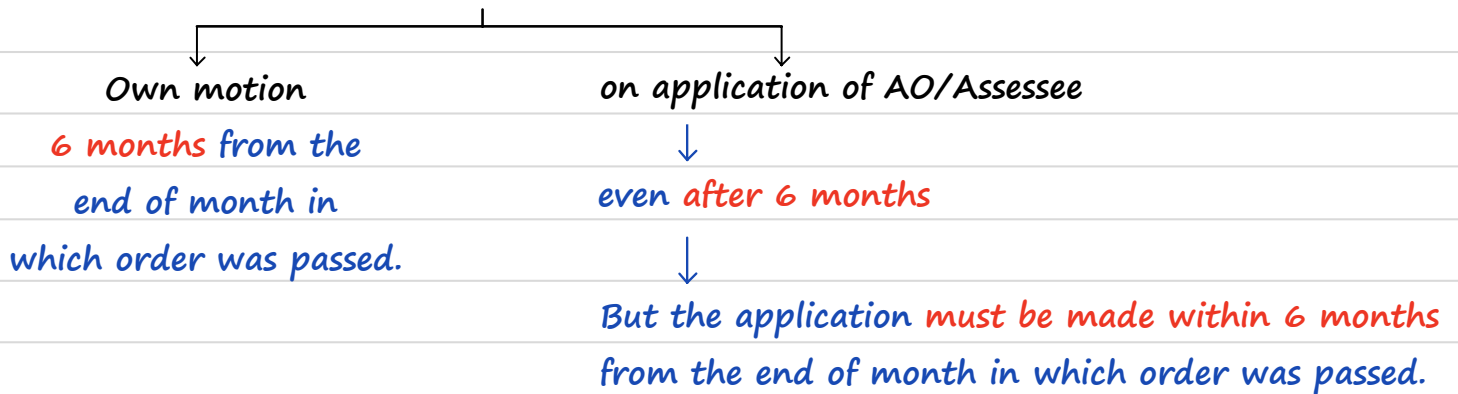 Own motion
6 months from the
end of month in
which order was passed.
on application of AO/Assessee
even after 6 months
But the application must be made within 6 months
from the end of month in which order was passed.